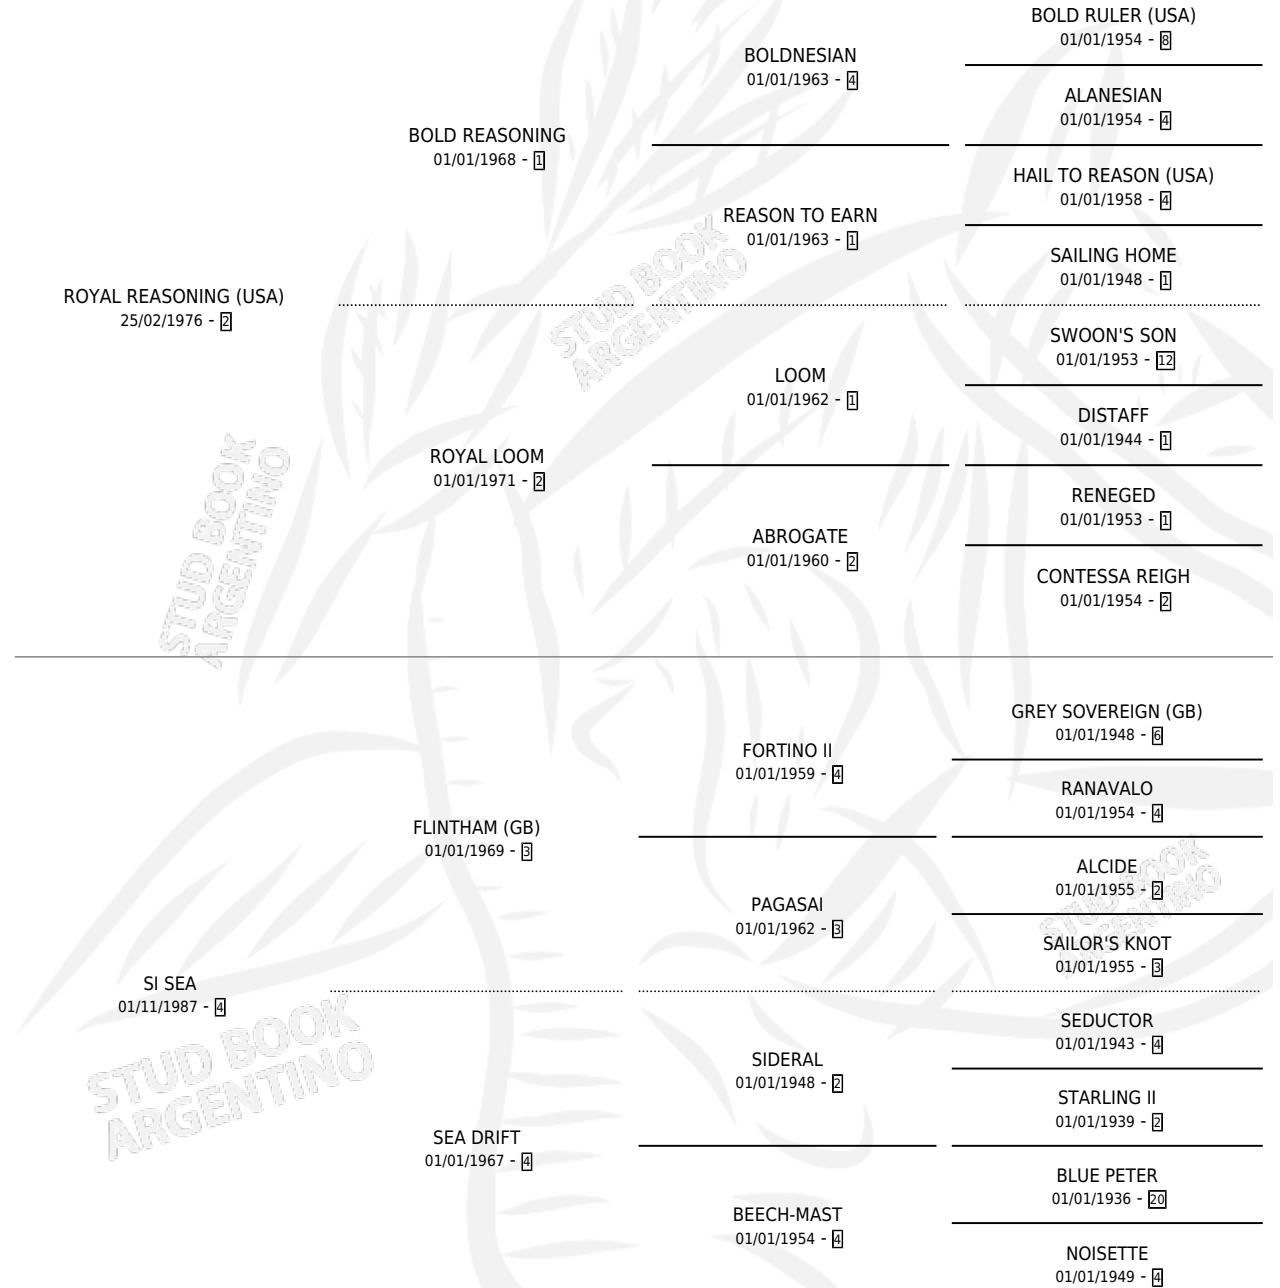 BOLD RULER (USA)
01/01/1954 - 8
BOLDNESIAN
01/01/1963 - 4
ALANESIAN
01/01/1954 - 4
BOLD REASONING
01/01/1968 - 1
HAIL TO REASON (USA)
01/01/1958 - 4
REASON TO EARN
01/01/1963 - 1
SAILING HOME
01/01/1948 - 1
ROYAL REASONING (USA)
25/02/1976 - 2
SWOON'S SON
01/01/1953 - 12
LOOM
01/01/1962 - 1
DISTAFF
01/01/1944 - 1
ROYAL LOOM
01/01/1971 - 2
RENEGED
01/01/1953 - 1
ABROGATE
01/01/1960 - 2
CONTESSA REIGH
01/01/1954 - 2
GREY SOVEREIGN (GB)
01/01/1948 - 6
FORTINO II
01/01/1959 - 4
RANAVALO
01/01/1954 - 4
FLINTHAM (GB)
01/01/1969 - 3
ALCIDE
01/01/1955 - 2
PAGASAI
01/01/1962 - 3
SAILOR'S KNOT
01/01/1955 - 3
SI SEA
01/11/1987 - 4
SEDUCTOR
01/01/1943 - 4
SIDERAL
01/01/1948 - 2
STARLING II
01/01/1939 - 2
SEA DRIFT
01/01/1967 - 4
BLUE PETER
01/01/1936 - 20
BEECH-MAST
01/01/1954 - 4
NOISETTE
01/01/1949 - 4
STUD BOOK
ARGENTINO
STUD BOOK
ARGENTINO
STUD BOOK
ARGENTINO
STUD BOOK
ARGENTINO